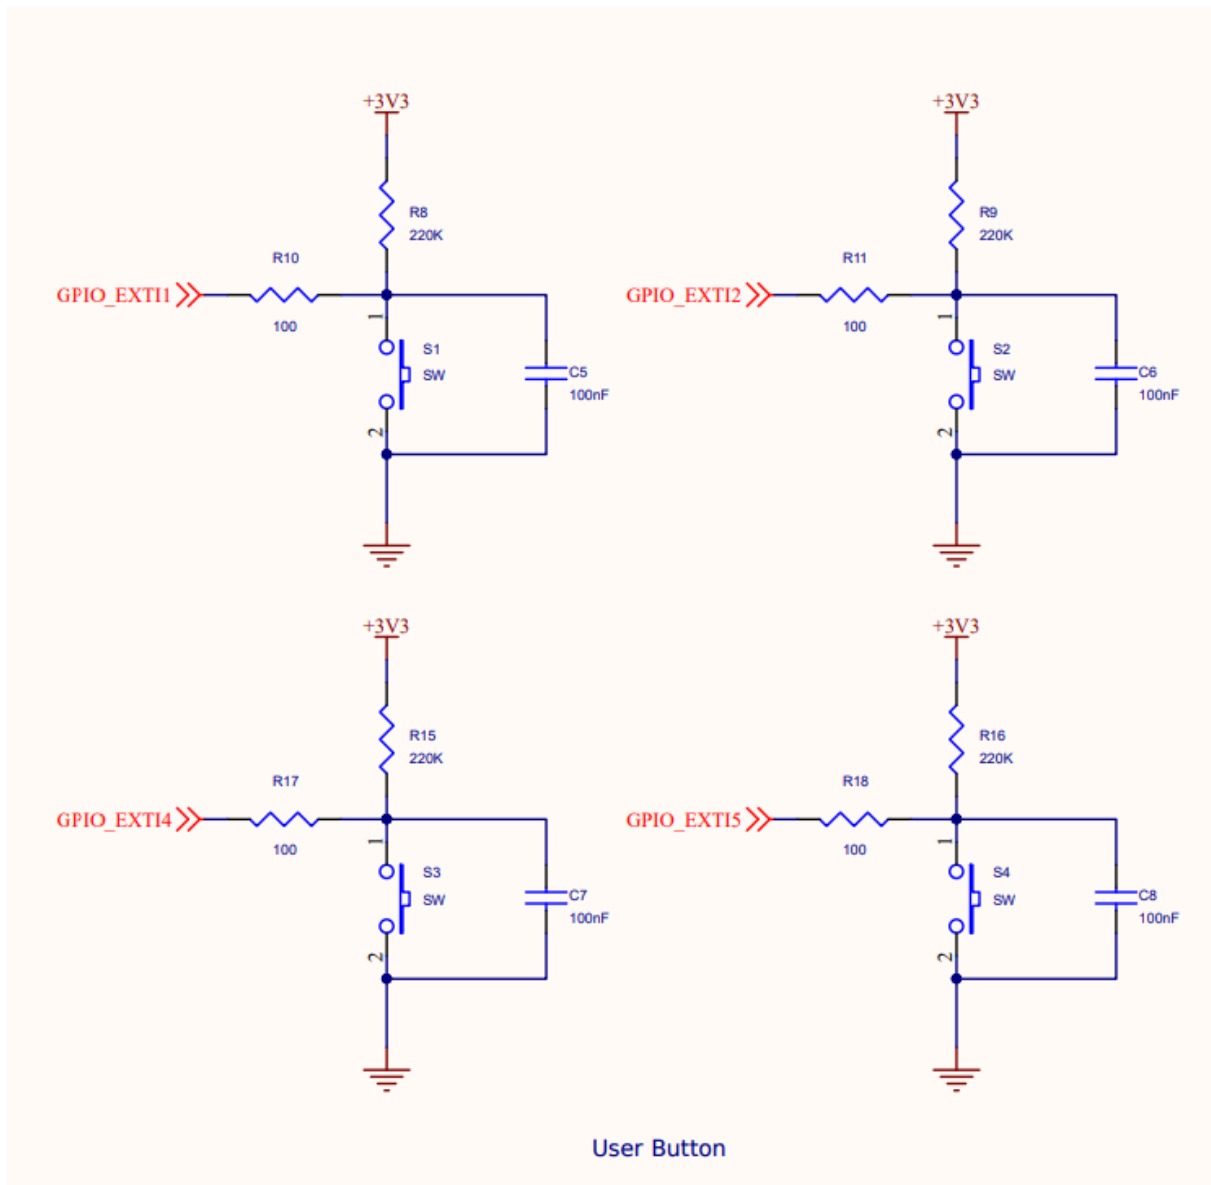 +3V3
+3V3
R8
220K
R9
220K
R10
R11
GPIO_EXTI1
GPIO_EXTI2
100
100
1
1
S1
SW
S2
SW
C5
100nF
C6
100nF
2
2
+3V3
+3V3
R15
220K
R16
220K
R17
R18
GPIO_EXTI4
GPIO_EXTI5
100
100
1
1
S3
SW
S4
SW
C7
100nF
C8
100nF
2
2
User Button